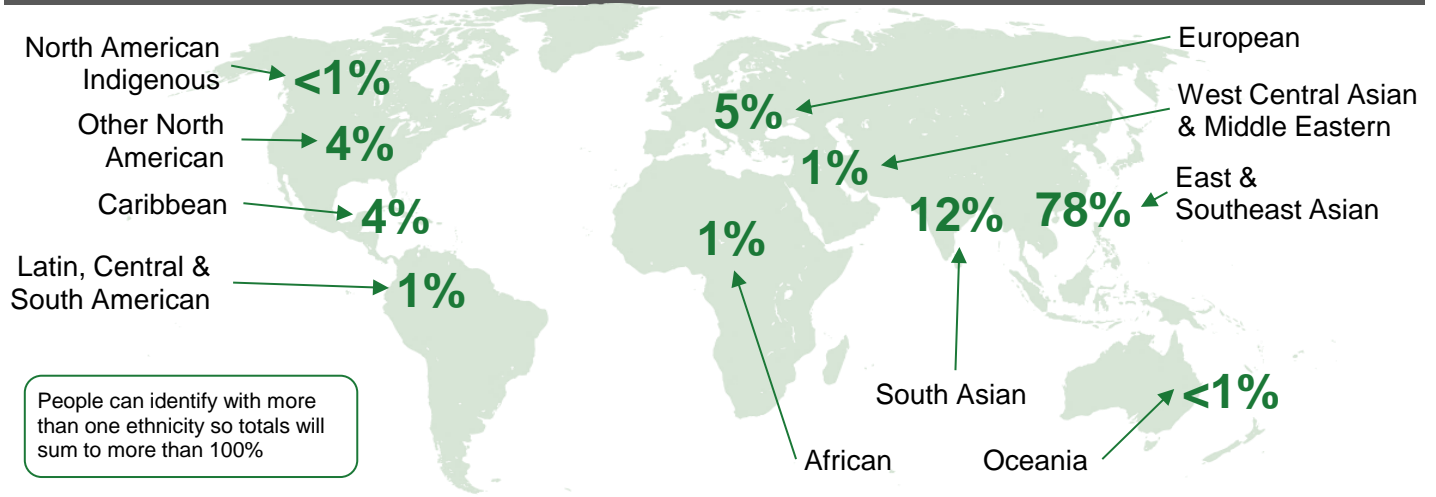 North American
Indigenous
<1%
Other North
American
4%
Caribbean
4%
Latin, Central &
South American
1%
European
5%
West Central Asian
& Middle Eastern
1%
East &
Southeast Asian
78%
12%
South Asian
1%
African
Oceania
<1%
People can identify with more
than one ethnicity so totals will
sum to more than 100%